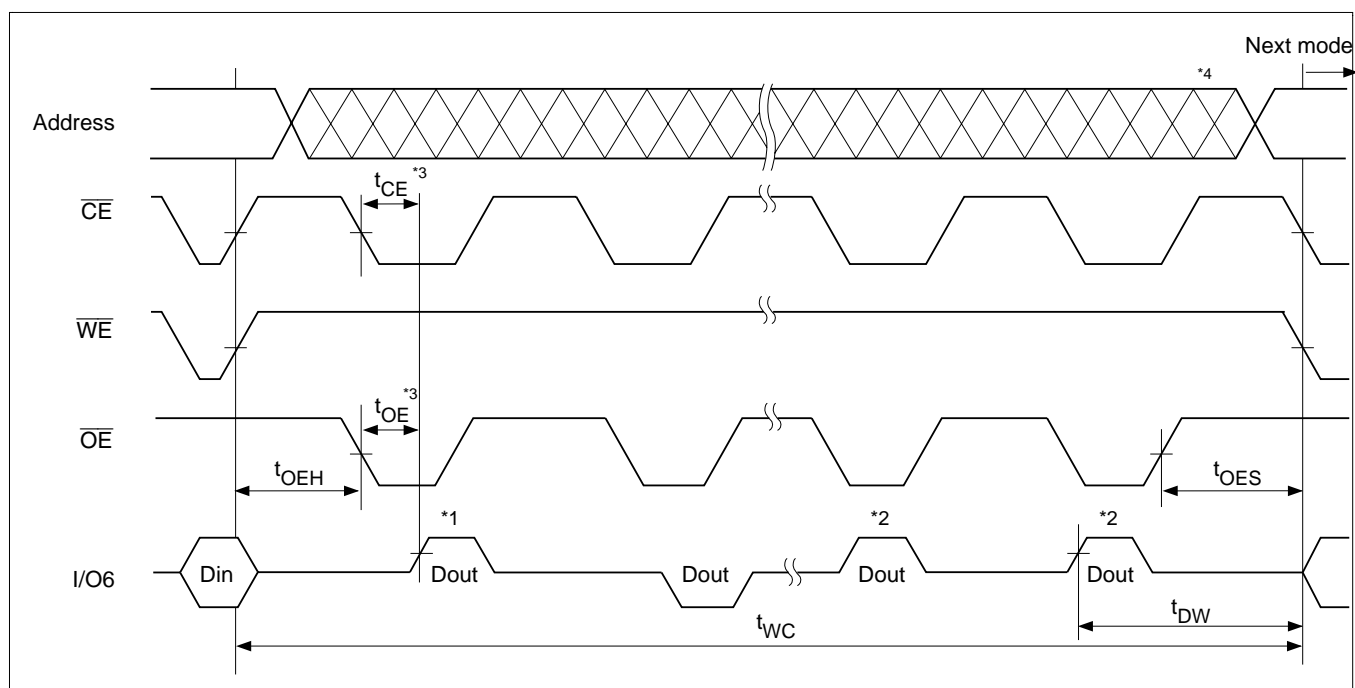 Next mode
*4
Address
tCE *3
CE
WE
tOE *3
OE
tOEH
tOES
*1
*2
*2
I/O6
Din
Dout
Dout
Dout
Dout
tDW
tWC